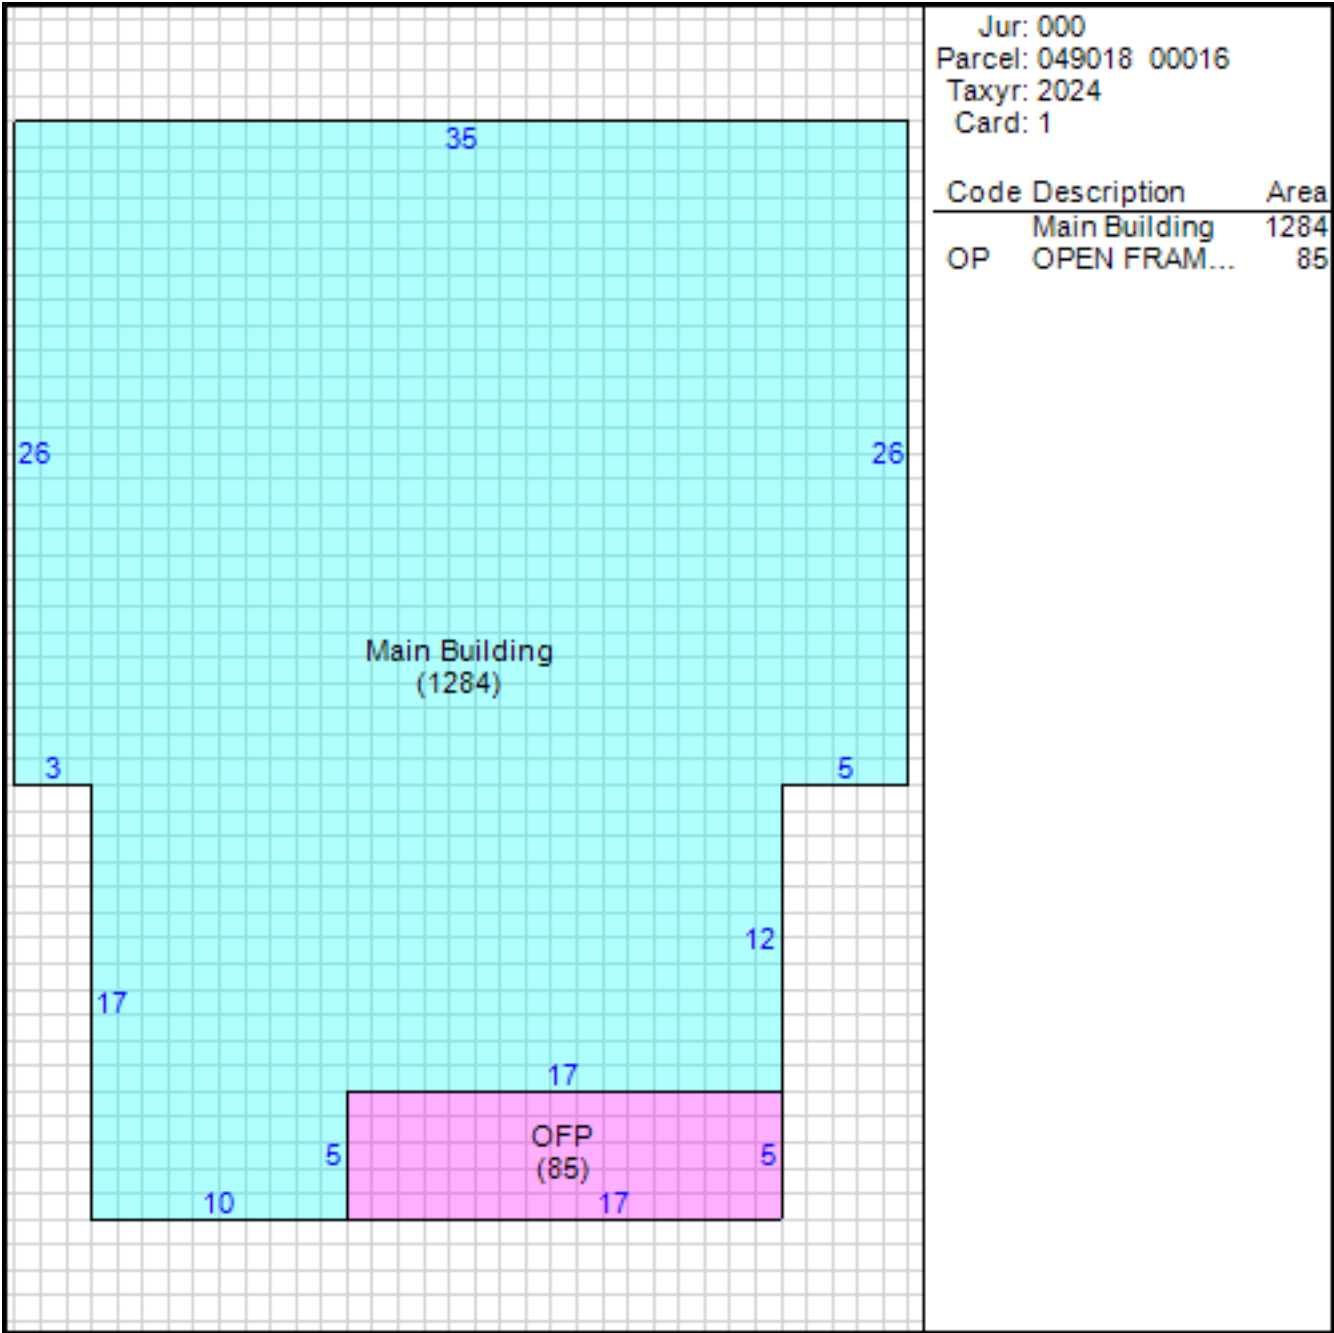 Jur: 000
Parcel: 049018 00016
Taxyr: 2024
Card: 1
Code Description Area
Main Building 1284
OP OPEN FRAM... 85
35
26
26
Main Building
(1284)
3
5
12
17
17
OFP
(85)
5
5
10
17